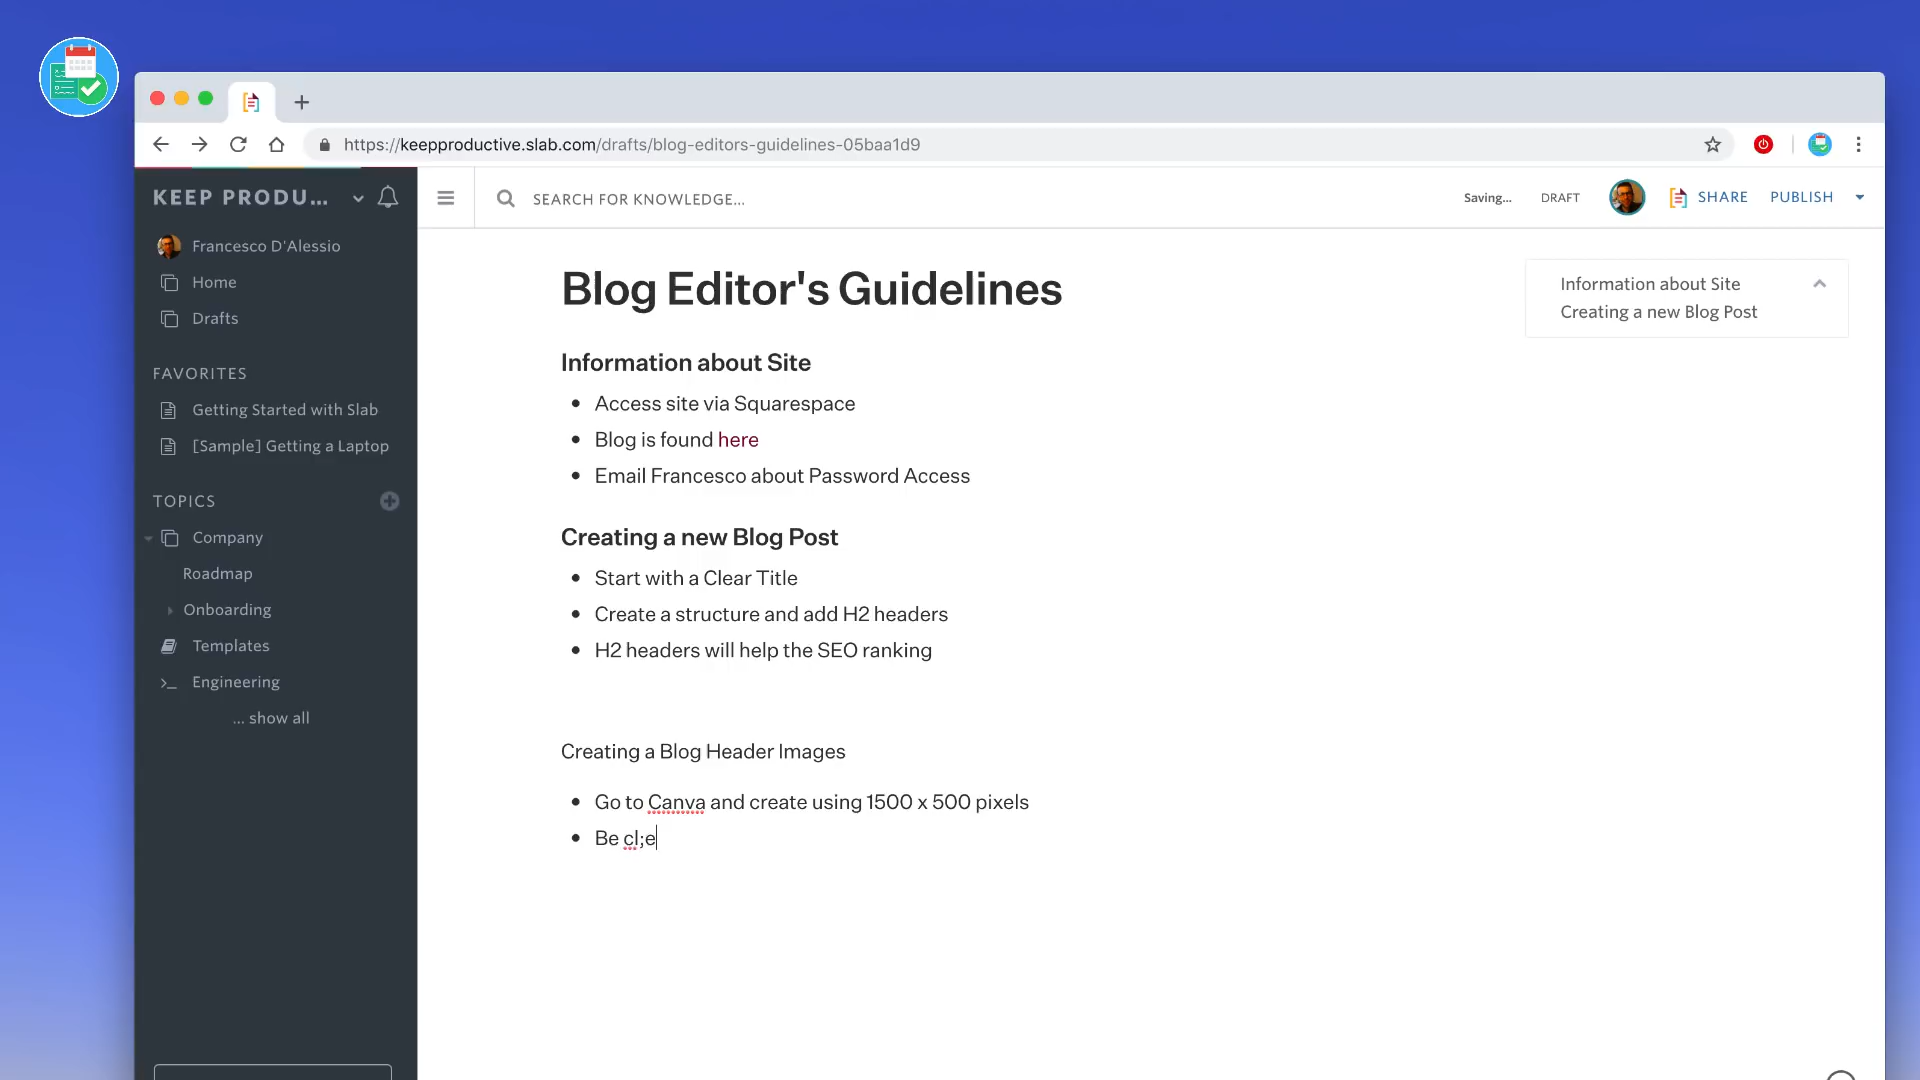 https://keepproductive.slab.com/drafts/blog-editors-guidelines-05baa1d9
KEEP PRODU...
SEARCH FOR KNOWLEDGE...
Saving...
DRAFT
SHARE
PUBLISH
Francesco D'Alessio
Home
Drafts
FAVORITES
Getting Started with Slab
[Sample] Getting a Laptop
TOPICS
Company
Roadmap
Onboarding
Templates
Engineering
... show all
Blog Editor's Guidelines
Information about Site
Access site via Squarespace
Blog is found here
Email Francesco about Password Access
Creating a new Blog Post
Start with a Clear Title
Create a structure and add H2 headers
H2 headers will help the SEO ranking
Creating a Blog Header Images
Go to Canva and create using 1500 x 500 pixels
Be cl;e
Information about Site
Creating a new Blog Post